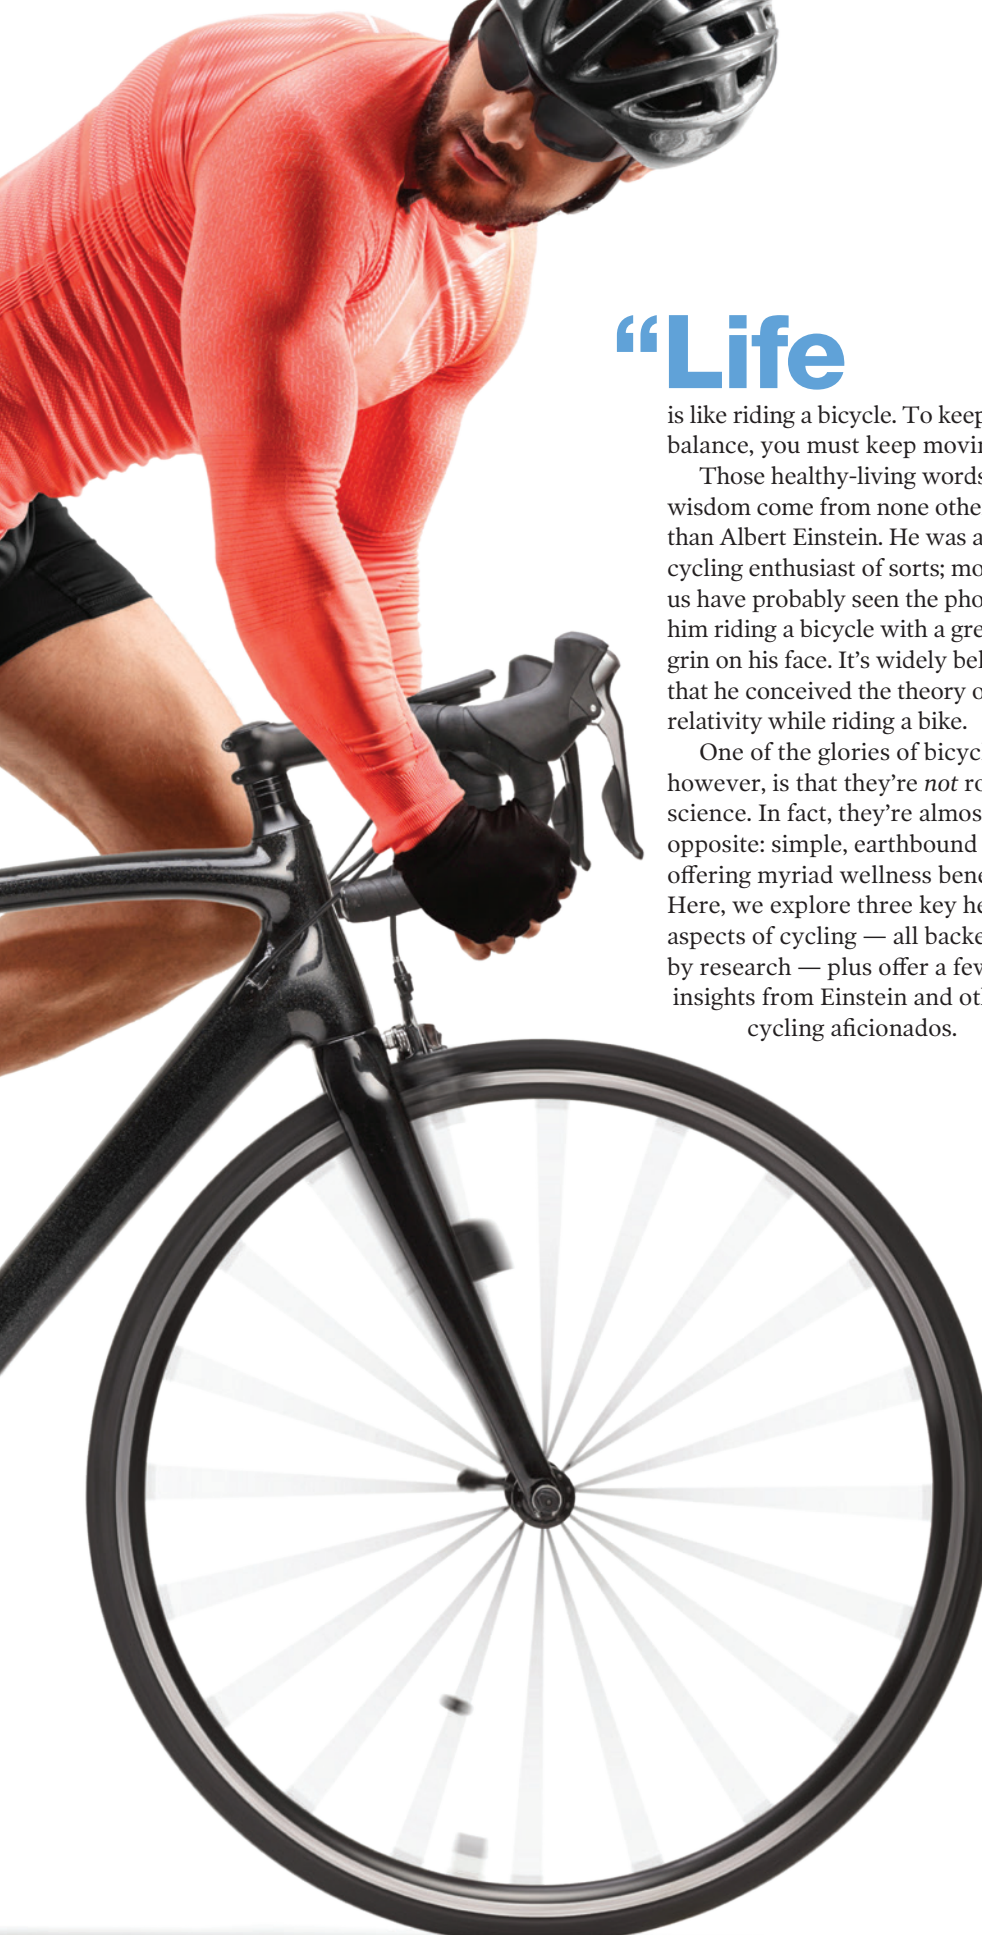 “Life
is like riding a bicycle. To keep
balance, you must keep
Those healthy-living words
wisdom come from none
than Albert Einstein. He was a
cycling enthusiast of sorts;
us have probably seen the
him riding a bicycle with a
grin on his face. It’s widely
that he conceived the theory
relativity while riding a bike.
One of the glories of
however, is that they’re not
science. In fact, they’re
opposite: simple, earthbound
offering myriad wellness
Here, we explore three key
aspects of cycling — all
by research — plus offer a few
insights from Einstein and
cycling aficionados.